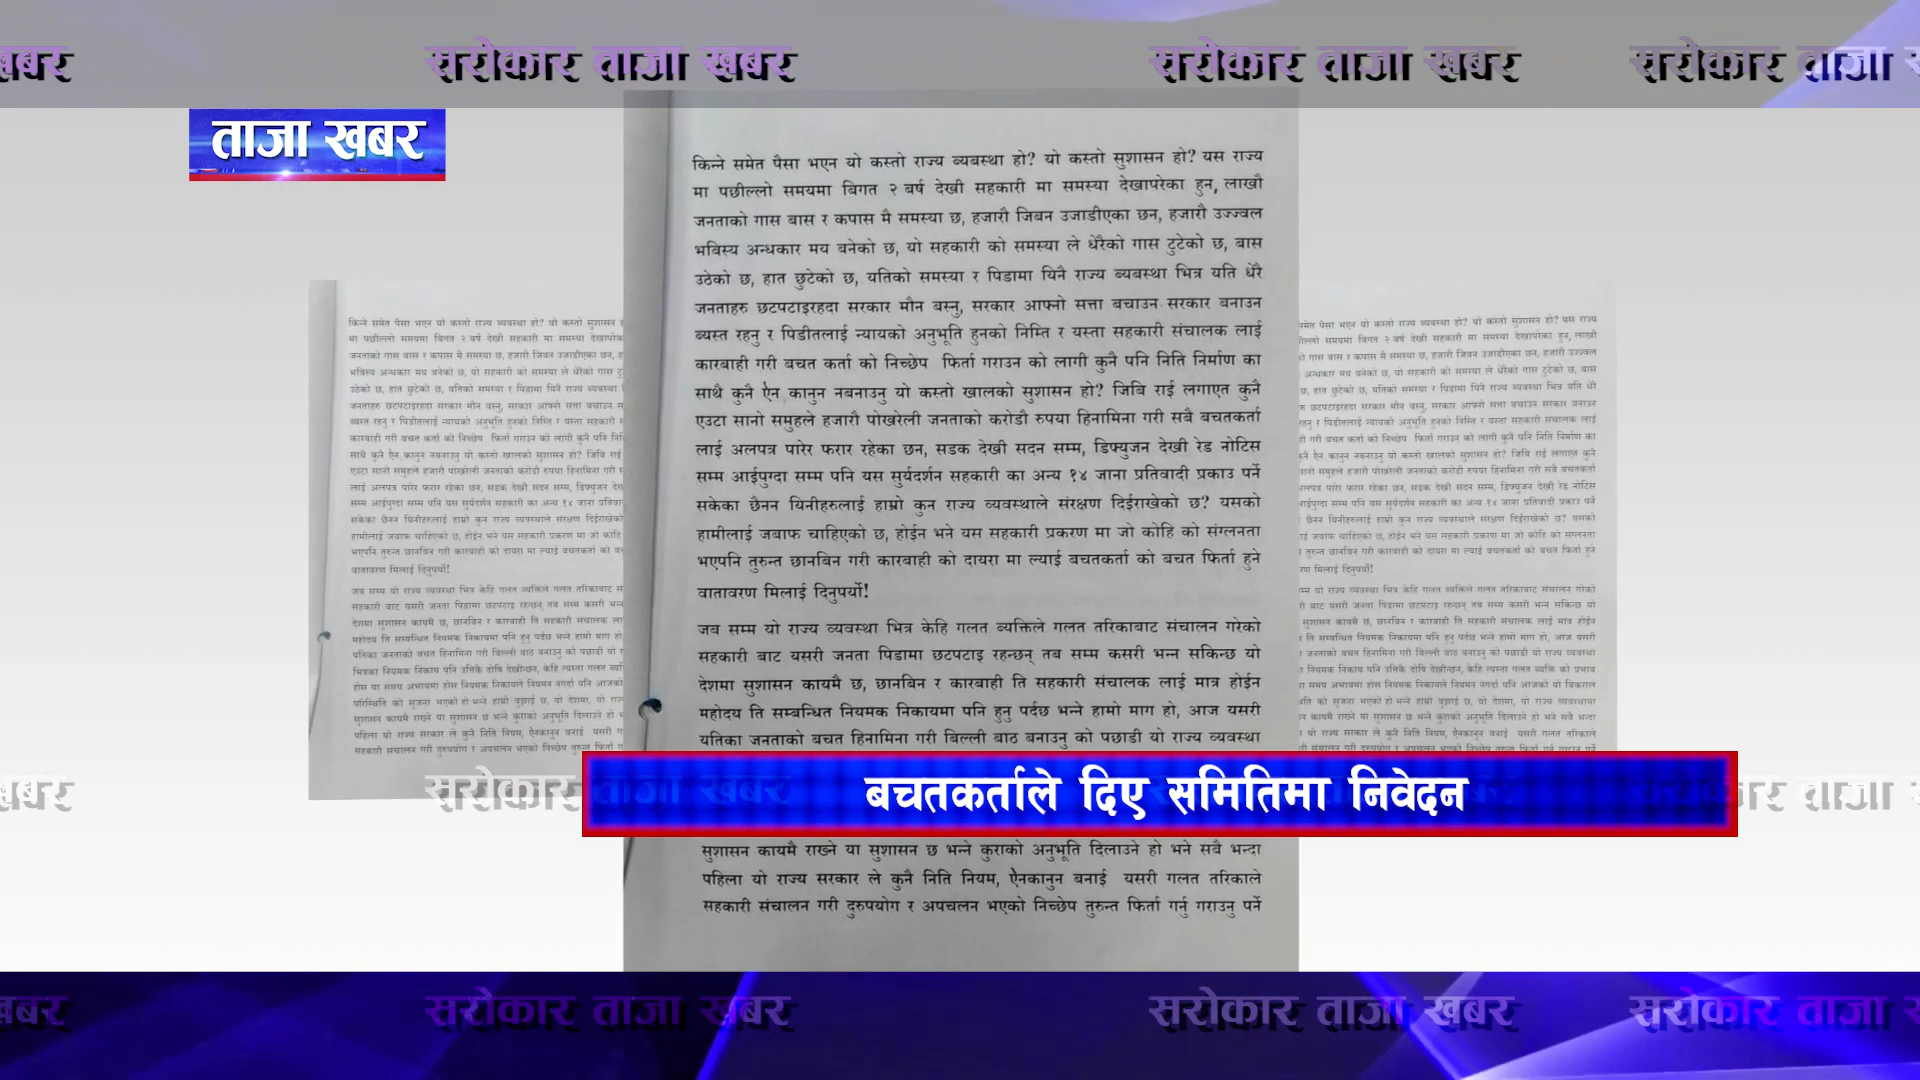 सरोकार ताजा खबर
सरोकार ताजा खबर
सरोकार ताजा
ताजा खबर
किन्ने समेत पैसा भएन यो कस्तो राज्य ब्यबस्था हो? यो कस्तो सुशासन हो? यस राज्य
मा पछील्लो समयमा बिगत २ बर्ष देखी सहकारी मा समस्या देखापरेका हुन, लाखौ
जनताको गास बास र कपास मै समस्या छ, हजारौ जिबन उजाडीएका छन, हजारौ उज्ज्वल
भबिस्य अन्धकार मय बनेको छ, यो सहकारी को समस्या ले धेरैको गास टुटेको छ, बास
उठेको छ, हात छुटेको छ, यतिको समस्या र पिडामा यिनै राज्य ब्यबस्था भित्र यति धेरै
जनताहरु छटपटाइरहदा सरकार मौन बस्नु, सरकार आफ्नो सत्ता बचाउन सरकार बनाउन
ब्यस्त रहनु र पिडीतलाई न्यायको अनुभूति हुनको निम्ति र यस्ता सहकारी संचालक लाई
कारबाही गरी बचत कर्ता को निच्छेप फिर्ता गराउन को लागी कुनै पनि निति निर्माण का
साथै कुनै ऐन कानुन नबनाउनु यो कस्तो खालको सुशासन हो? जिबि राई लगाएत कुनै
एउटा सानो समुहले हजारौ पोखरेली जनताको करोडौ रुपया हिनामिना गरी सबै बचतकर्ता
लाई अलपत्र पारेर फरार रहेका छन, सडक देखी सदन सम्म, डिफ्युजन देखी रेड नोटिस
सम्म आईपुग्दा सम्म पनि यस सुर्यदर्शन सहकारी का अन्य १४ जाना प्रतिवादी प्रकाउ पर्ने
सकेका छैनन यिनीहरुलाई हाम्रो कुन राज्य व्यवस्थाले संरक्षण दिईराखेको छ? यसको
हामीलाई जबाफ चाहिएको छ, होईन भने यस सहकारी प्रकरण मा जो कोहि को संग्लनता
भएपनि तुरुन्त छानबिन गरी कारबाही को दायरा मा ल्याई बचतकर्ता को बचत फिर्ता हुने
वातावरण मिलाई दिनुपर्यो!
जब सम्म यो राज्य व्यवस्था भित्र केहि गलत ब्यक्तिले गलत तरिकाबाट संचालन गरेको
सहकारी बाट यसरी जनता पिडामा छटपटाइ रहन्छन् तब सम्म कसरी भन्न सकिन्छ यो
देशमा सुशासन कायमै छ, छानबिन र कारबाही ति सहकारी संचालक लाई मात्र होईन
महोदय ति सम्बन्धित नियमक निकायमा पनि हुनु पर्दछ भन्ने हामो माग हो, आज यसरी
यतिका जनताको बचत हिनामिना गरी बिल्ली बाठ बनाउनु को पछाडी यो राज्य व्यवस्था
बचतकर्ताले दिए समितिमा निवेदन
सुशासन कायमै राख्ने या सुशासन छ भन्ने कुराको अनुभूति दिलाउने हो भने सबै भन्दा
पहिला यो राज्य सरकार ले कुनै निति नियम, ऐनकानुन बनाई यसरी गलत तरिकाले
सहकारी संचालन गरी दुरुपयोग र अपचलन भएको निच्छेप तुरुन्त फिर्ता गर्नु गराउनु पर्ने
सरोकार ताजा खबर
सरोकार ताजा खबर
सरोकार ताजा